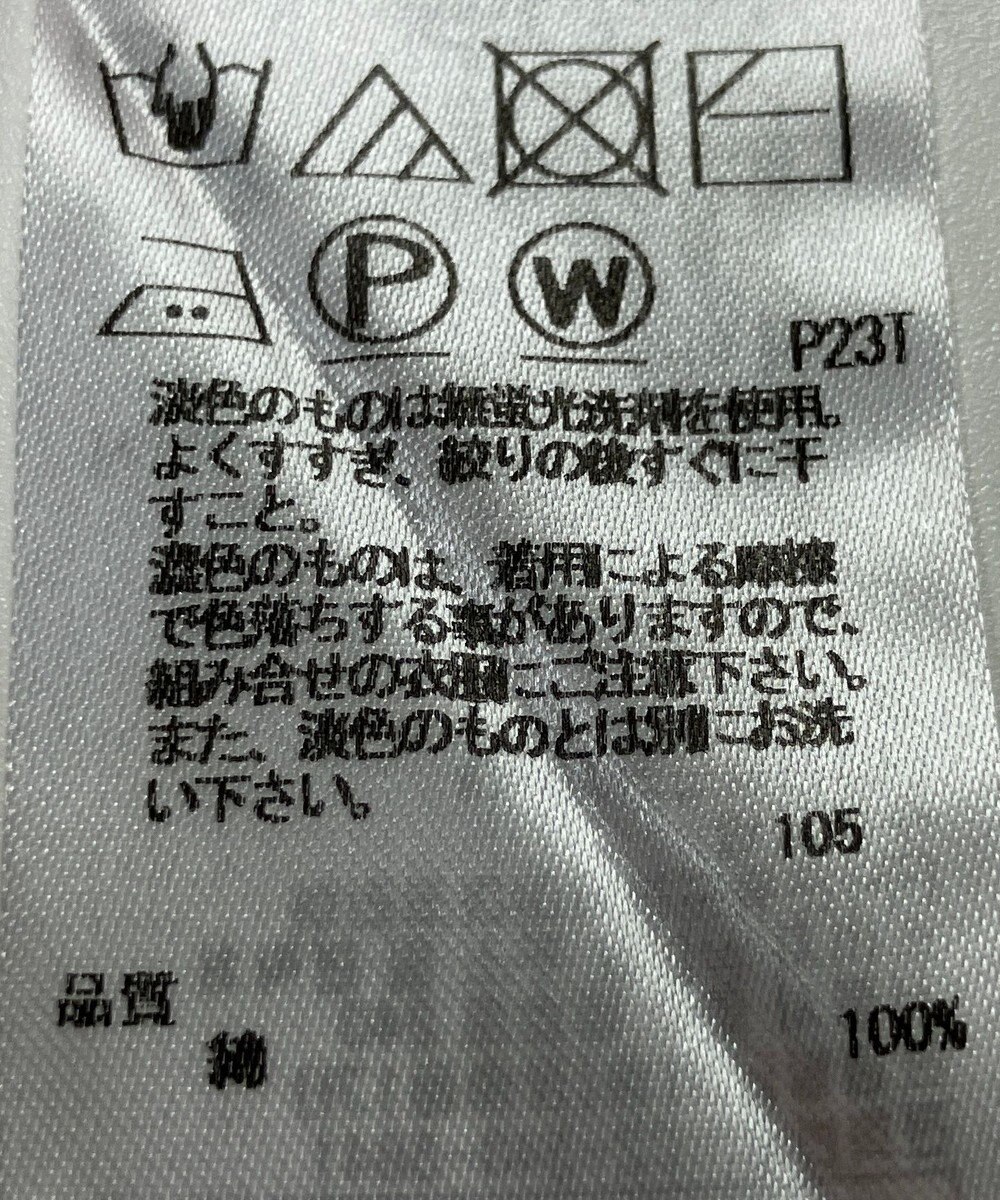 P
W
P23T
淡色のものは無蛍光洗剤を使用。
よくすすぎ、絞りの後すぐに干
すこと。
濃色のものは、着用による摩擦
で色落ちする事がありますので、
組み合せの衣服にご注意下さい。
また、淡色のものとは別にお洗
い下さい。
105
品質
綿 100%